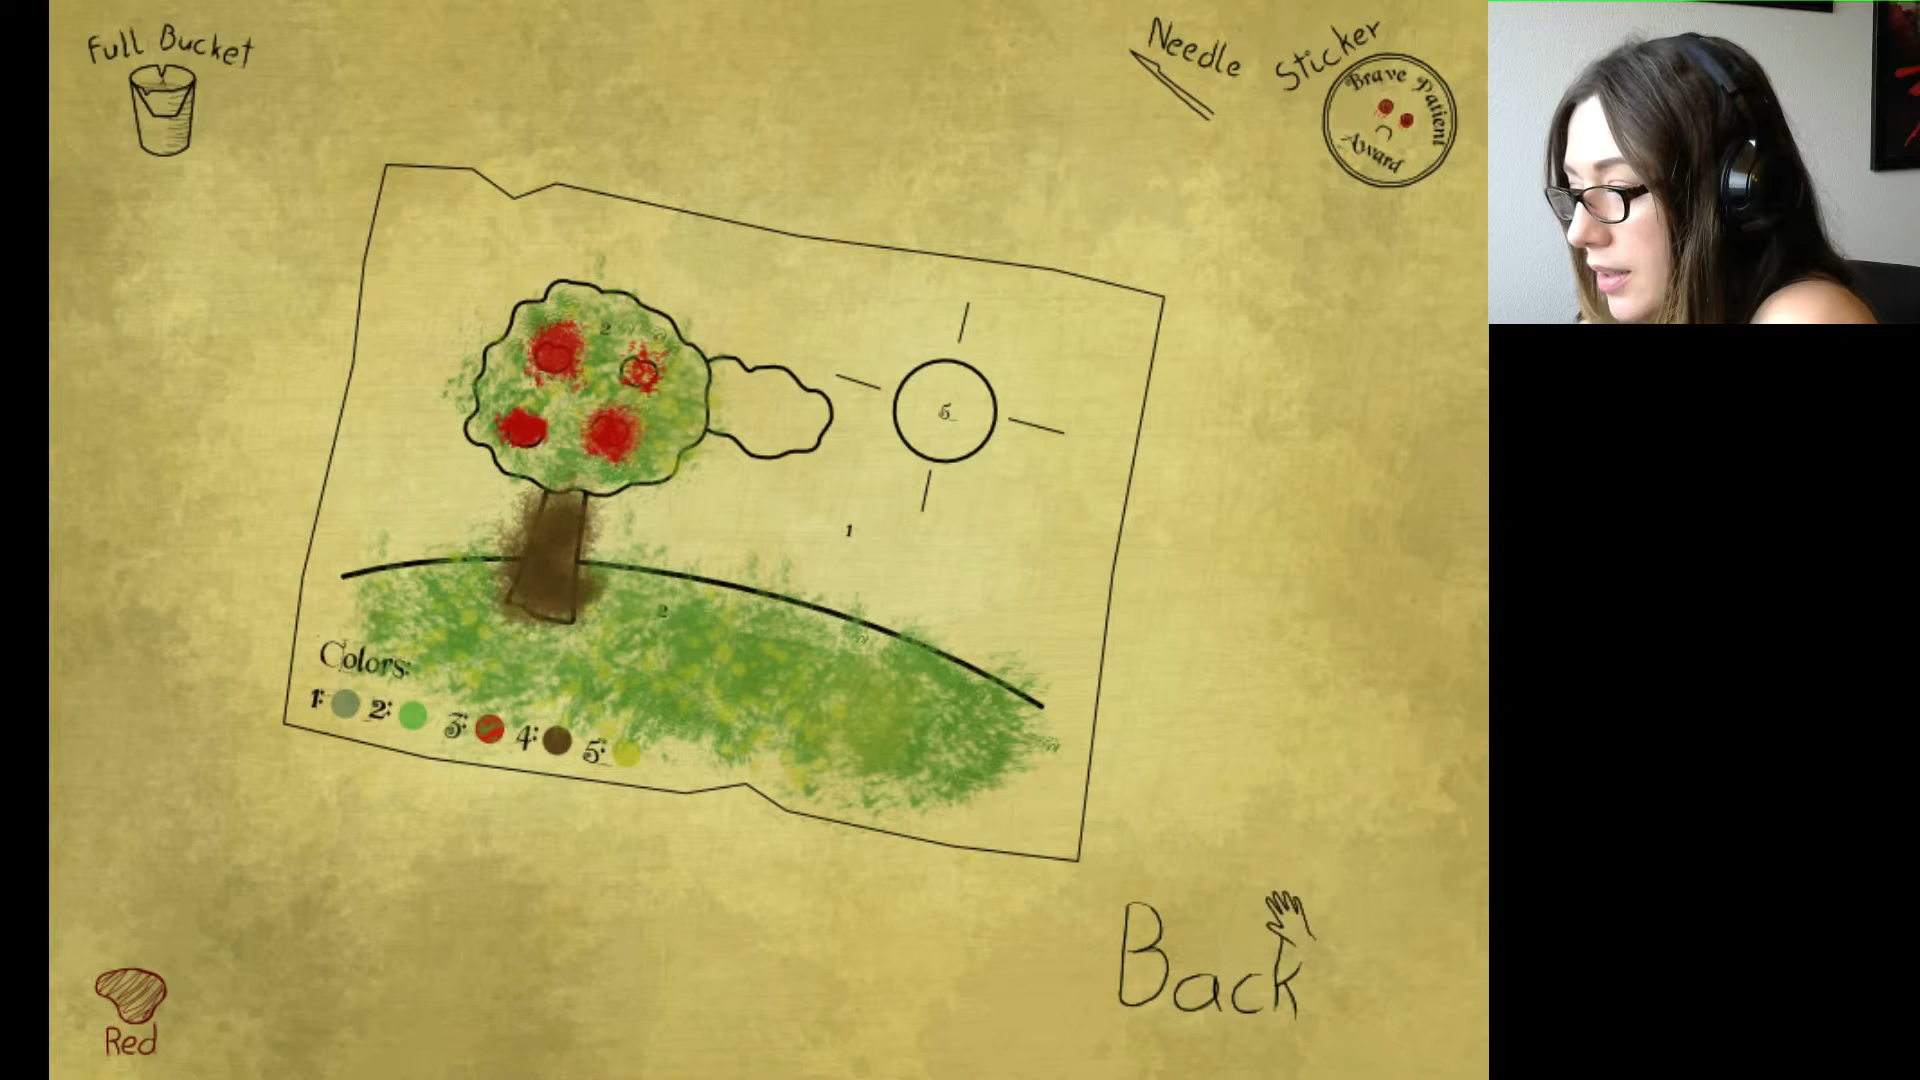 Full Bucket
Needle
Sticker
Brave Patient
Award
2
5
1
2
Colors:
1: 2: 3: 4: 5:
Back
Red